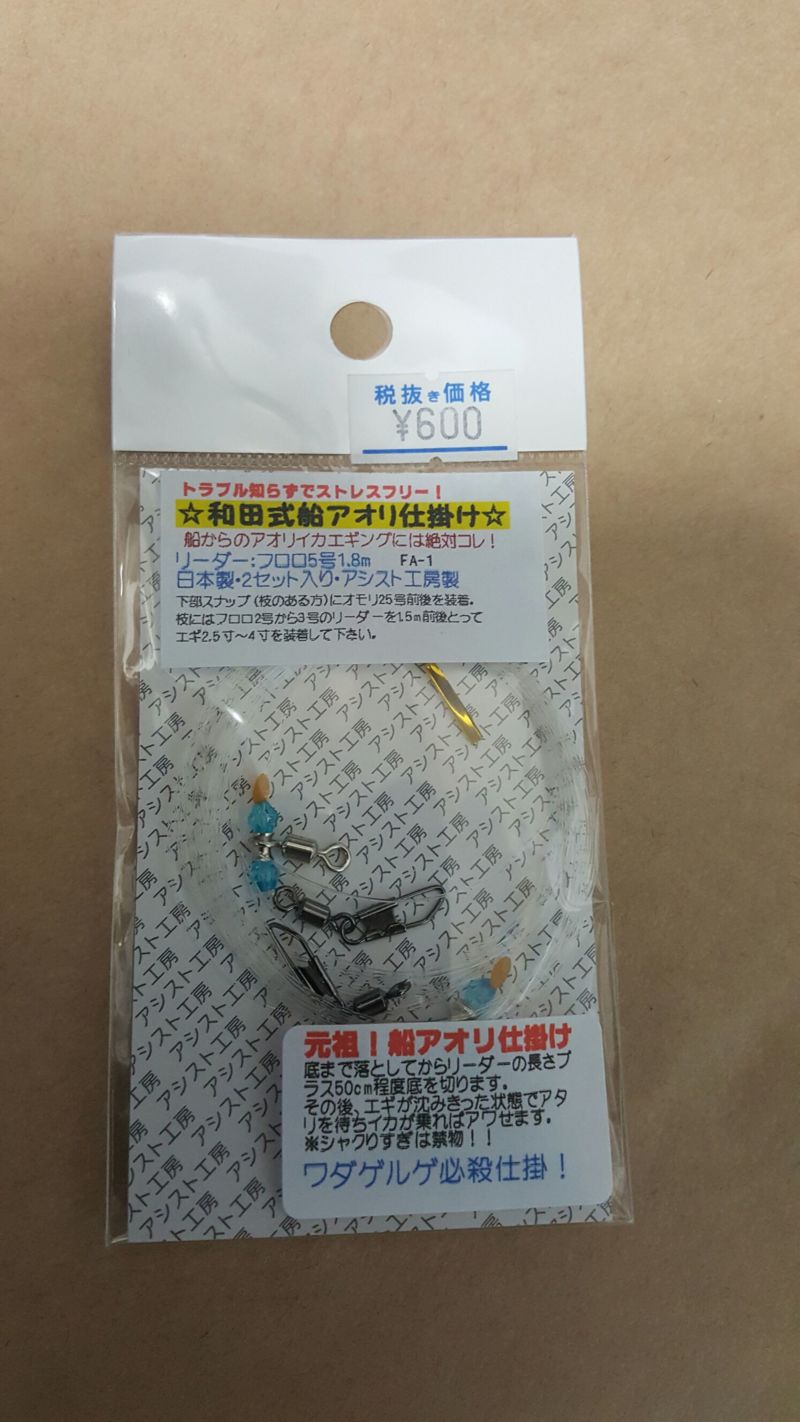 税抜き価格
¥600
トラブル知らずでストレスフリー！
☆和田式船アオリ仕掛け☆
船からのアオリイカエギングには絶対コレ！
リーダー:フロロ5号1.8m FA-1
日本製・2セット入り・アシスト工房製
下部スナップ(枝のある方)にオモリ25号前後を装着。
枝にはフロロ2号から3号のリーダーを1.5m前後とって
エギ2.5寸～4寸を装着して下さい。
アシスト工房
元祖！船アオリ仕掛け
底まで落としてからリーダーの長さプ
ラス50cm程度底を切ります。
その後、エギが沈みきった状態でアタ
リを待ちイカが乗ればアワせます。
※シャクりすぎは禁物！！
ワダゲルゲ必殺仕掛！